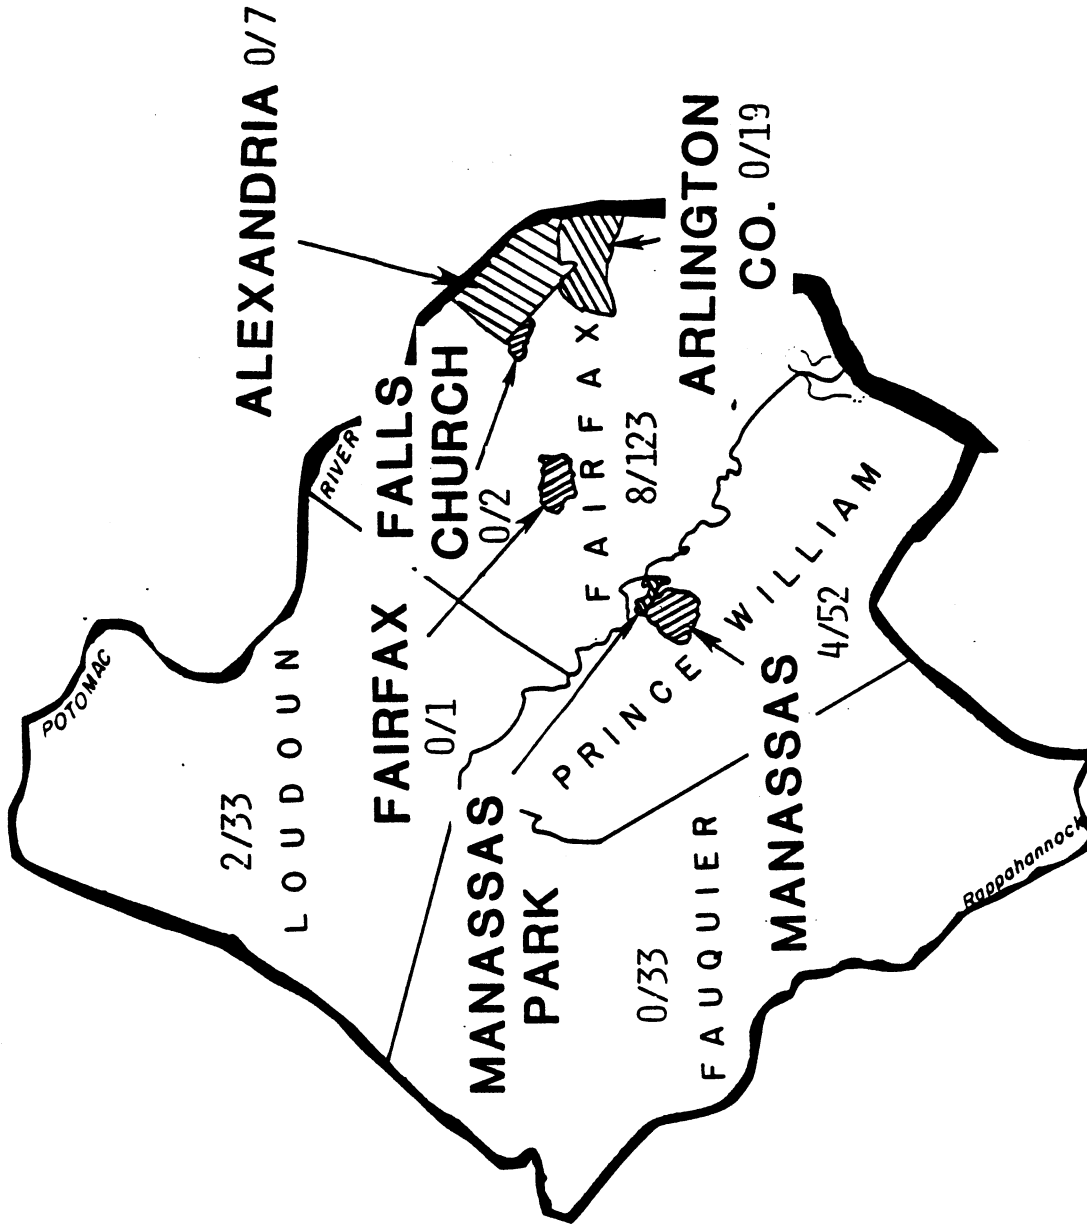 ALEXANDRIA 0/7
POTOMAC
RIVER
2/33
LOUDOUN
FALLS
CHURCH
0/2
FAIRFAX
0/1
FAIRFAX
8/123
ARLINGTON
CO. 0/19
MANASSAS
PARK
PRINCE WILLIAM
4/52
MANASSAS
0/33
FAUQUIER
Rappahannock